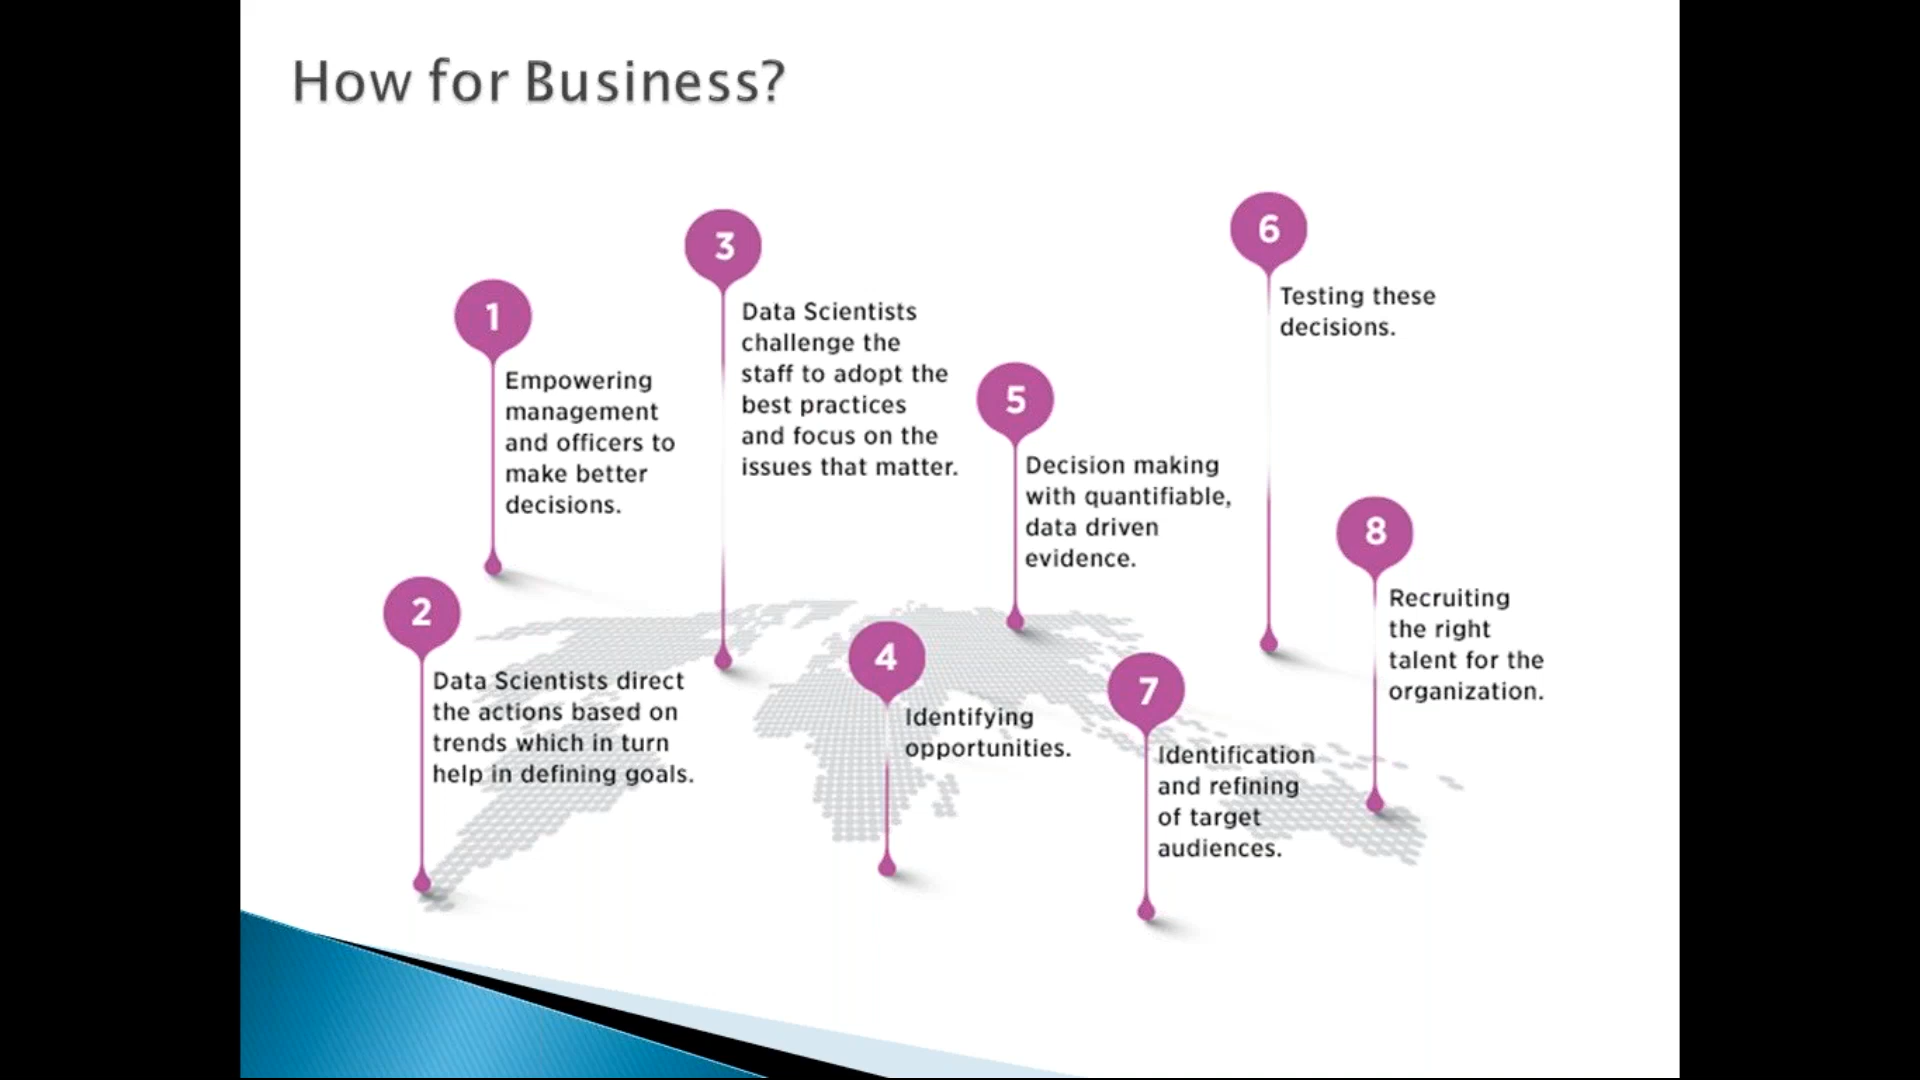 How for Business?
1
Empowering
management
and officers to
make better
decisions.
2
Data Scientists direct
the actions based on
trends which in turn
help in defining goals.
3
Data Scientists
challenge the
staff to adopt the
best practices
and focus on the
issues that matter.
4
Identifying
opportunities.
5
Decision making
with quantifiable,
data driven
evidence.
6
Testing these
decisions.
7
Identification
and refining
of target
audiences.
8
Recruiting
the right
talent for the
organization.